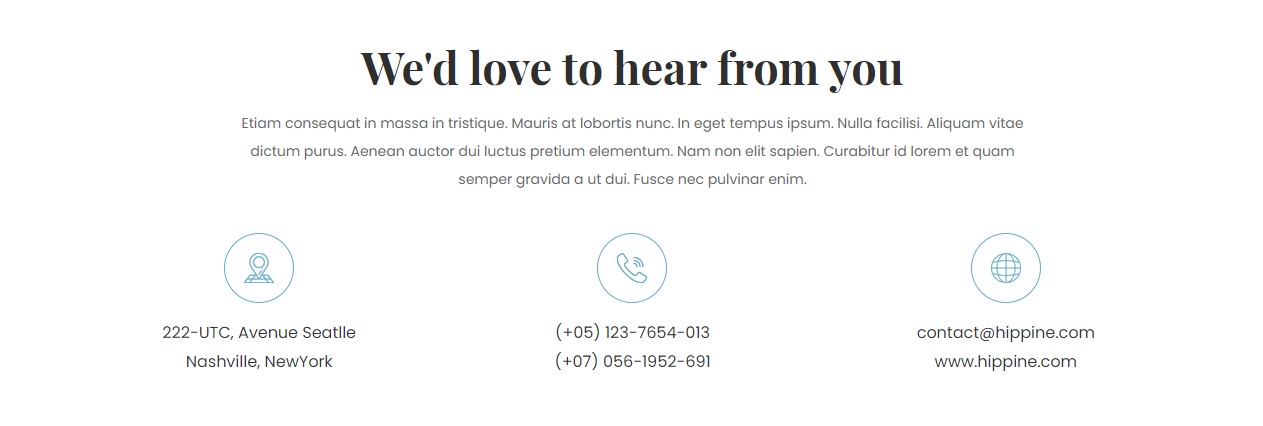 We'd love to hear from you
Etiam consequat in massa in tristique. Mauris at lobortis nunc. In eget tempus ipsum. Nulla facilisi. Aliquam vitae
dictum purus. Aenean auctor dui luctus pretium elementum. Nam non elit sapien. Curabitur id lorem et quam
semper gravida a ut dui. Fusce nec pulvinar enim.
222-UTC, Avenue Seatlle
Nashville, NewYork
(+05) 123-7654-013
(+07) 056-1952-691
contact@hippine.com
www.hippine.com